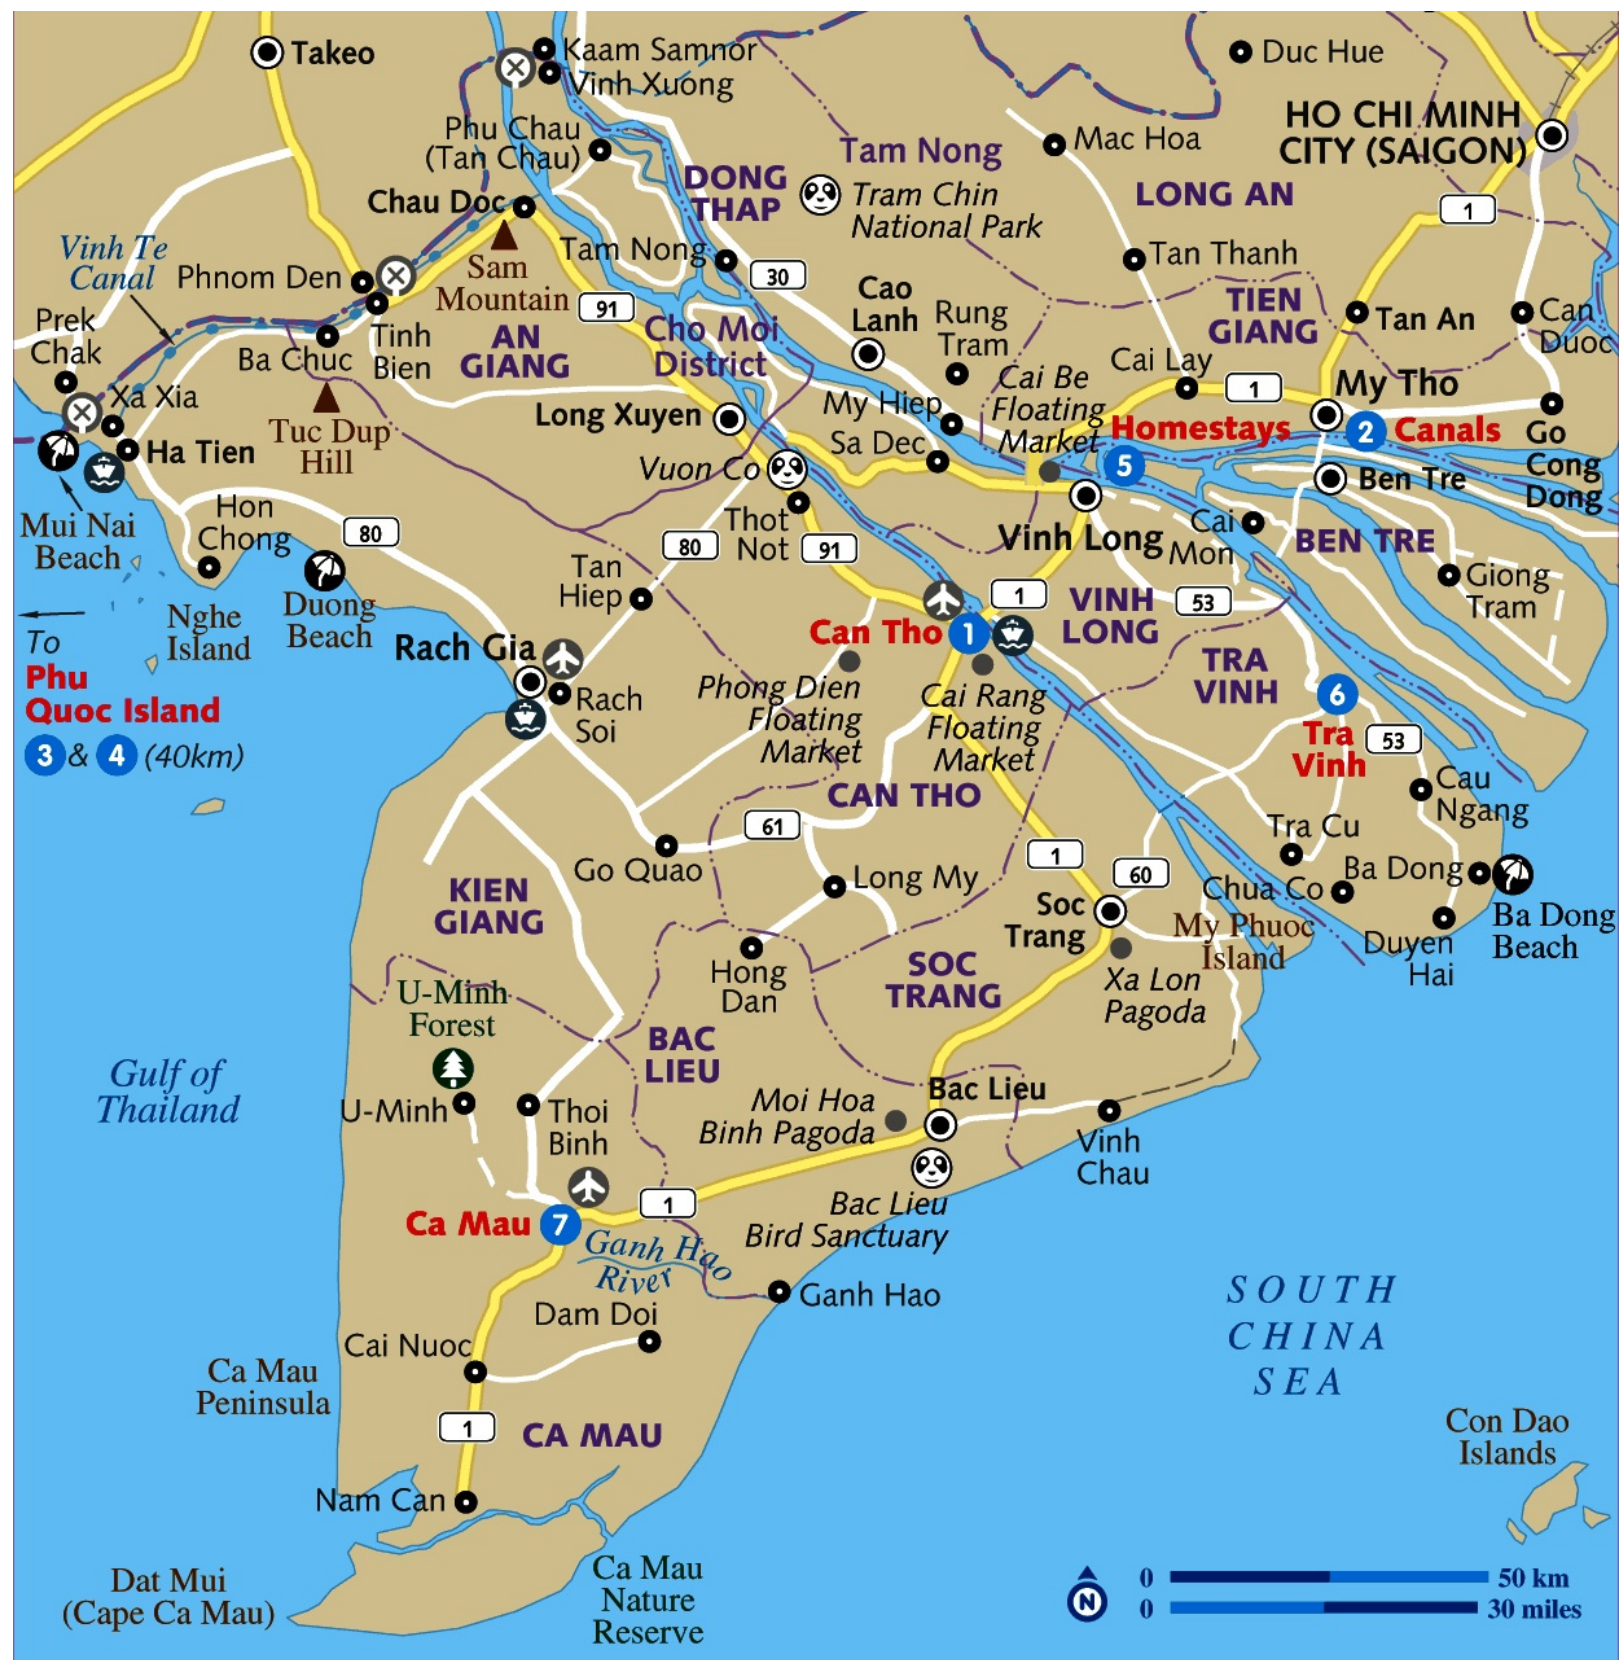 Takeo
Kaam Samnor
Vinh Xuong
Duc Hue
HO CHI MINH
CITY (SAIGON)
Phu Chau
(Tan Chau)
Tam Nong
Mac Hoa
DONG
THAP
Tram Chin
National Park
LONG AN
1
Chau Doc
Vinh Te
Canal
Phnom Den
Sam
Mountain
Tam Nong
30
Tan Thanh
91
Cao
Lanh
Rung
Tram
TIEN
GIANG
Tan An
Can
Duoc
Prek
Chak
Ba Chuc
Tinh
Bien
AN
GIANG
Cho Moi
District
Cai Lay
1
My Tho
Xa Xia
Tuc Dup
Hill
Long Xuyen
My Hiep
Cai Be
Floating
Market
Homestays
5
2
Canals
Go
Cong
Dong
Ha Tien
Vuon Co
Sa Dec
Ben Tre
Mui Nai
Beach
Hon
Chong
80
Thot
Not
80
91
Vinh Long
Cai
Mon
BEN TRE
Giong
Tram
Nghe
Island
Duong
Beach
Tan
Hiep
1
VINH
LONG
53
To
Phu
Quoc Island
3 & 4 (40km)
Rach Gia
Rach
Soi
Can Tho
1
Phong Dien
Floating
Market
Cai Rang
Floating
Market
TRA
VINH
6
Tra
Vinh
53
CAN THO
Cau
Ngang
61
Go Quao
Long My
1
60
Tra Cu
Ba Dong
Chua Co
KIEN
GIANG
Soc
Trang
My Phuoc
Island
Ba Dong
Beach
Duyen
Hai
Hong
Dan
SOC
TRANG
Xa Lon
Pagoda
U-Minh
Forest
BAC
LIEU
Gulf of
Thailand
U-Minh
Thoi
Binh
Moi Hoa
Binh Pagoda
Bac Lieu
Vinh
Chau
1
Bac Lieu
Bird Sanctuary
Ca Mau
7
Ganh Hao
River
Ganh Hao
Dam Doi
Cai Nuoc
SOUTH
CHINA
SEA
Ca Mau
Peninsula
1
CA MAU
Con Dao
Islands
Nam Can
Dat Mui
(Cape Ca Mau)
Ca Mau
Nature
Reserve
N
0
50 km
0
30 miles